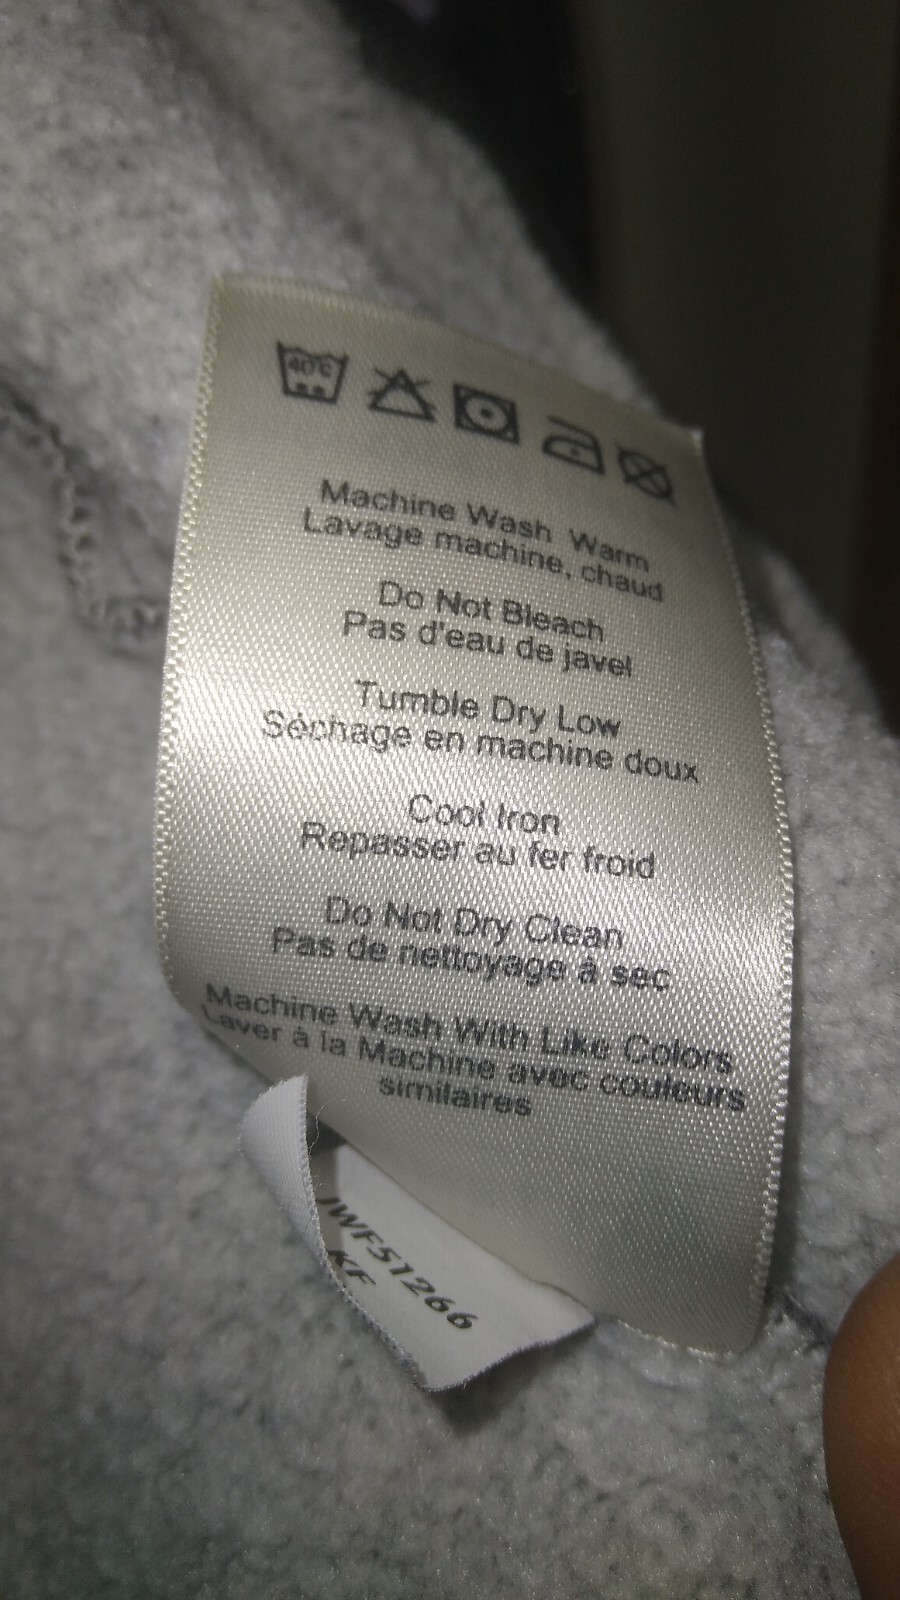 40°C
Machine Wash Warm
Lavage machine, chaud
Do Not Bleach
Pas d'eau de javel
Tumble Dry Low
Séchage en machine doux
Cool Iron
Repasser au fer froid
Do Not Dry Clean
Pas de nettoyage à sec
Machine Wash With Like Colors
Laver à la Machine avec couleurs
similaires
JWFS1266
KF